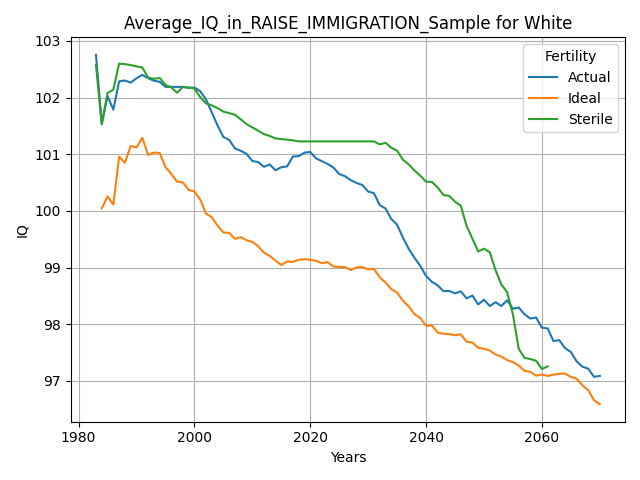 Average_IQ_in_RAISE_IMMIGRATION_Sample for White
103
102
101
100
99
98
97
IQ
Fertility
Actual
Ideal
Sterile
1980
2000
2020
2040
2060
Years